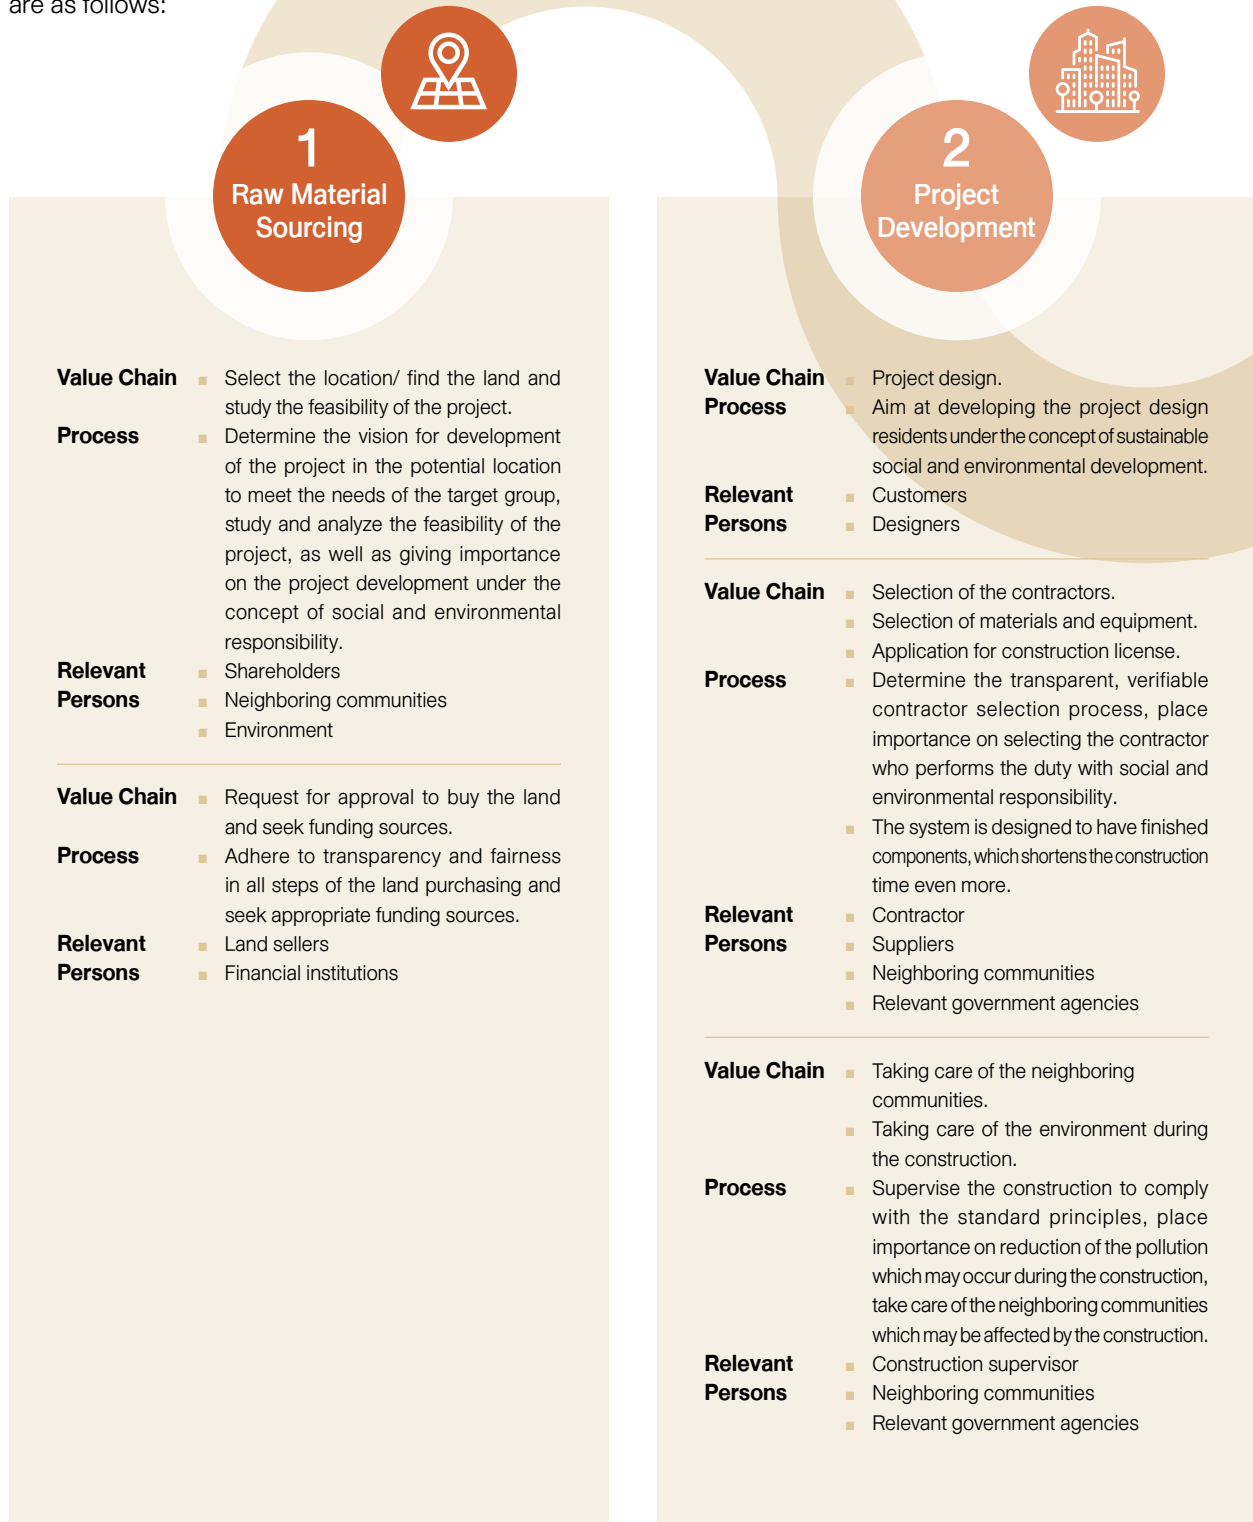 are as follows:
1
Raw Material
Sourcing
Value Chain
Select the location/ find the land and
study the feasibility of the project.
Process
Determine the vision for development
of the project in the potential location
to meet the needs of the target group,
study and analyze the feasibility of the
project, as well as giving importance
on the project development under the
concept of social and environmental
responsibility.
Relevant
Persons
Shareholders
Neighboring communities
Environment
Value Chain
Request for approval to buy the land
and seek funding sources.
Process
Adhere to transparency and fairness
in all steps of the land purchasing and
seek appropriate funding sources.
Relevant
Persons
Land sellers
Financial institutions
2
Project
Development
Value Chain
Project design.
Process
Aim at developing the project design
residents under the concept of sustainable
social and environmental development.
Relevant
Persons
Customers
Designers
Value Chain
Selection of the contractors.
Selection of materials and equipment.
Application for construction license.
Process
Determine the transparent, verifiable
contractor selection process, place
importance on selecting the contractor
who performs the duty with social and
environmental responsibility.
The system is designed to have finished
components, which shortens the construction
time even more.
Relevant
Persons
Contractor
Suppliers
Neighboring communities
Relevant government agencies
Value Chain
Taking care of the neighboring
communities.
Taking care of the environment during
the construction.
Process
Supervise the construction to comply
with the standard principles, place
importance on reduction of the pollution
which may occur during the construction,
take care of the neighboring communities
which may be affected by the construction.
Relevant
Persons
Construction supervisor
Neighboring communities
Relevant government agencies